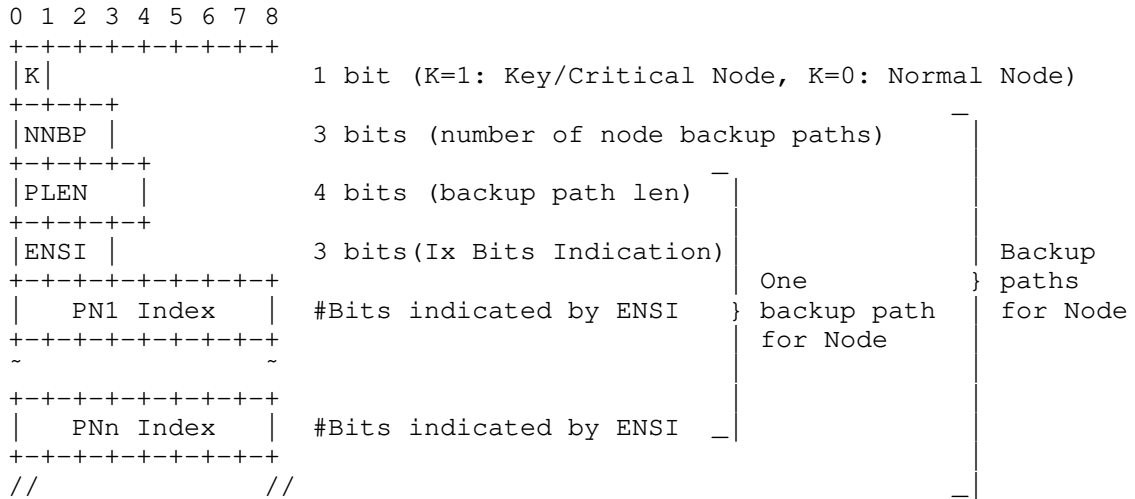 0 1 2 3 4 5 6 7 8
+-+-+-+-+-+-+-+-+
|K|                1 bit (K=1: Key/Critical Node, K=0: Normal Node)
+-+-+-+                                                    _
|NNBP |            3 bits (number of node backup paths)     |
+-+-+-+-+                                    _              |
|PLEN   |          4 bits (backup path len)   |             |
+-+-+-+-+                                     |             |
|ENSI |            3 bits(Ix Bits Indication) |             | Backup
+-+-+-+-+-+-+-+-+                             | One         } paths
|   PN1 Index   |  #Bits indicated by ENSI    } backup path | for Node
+-+-+-+-+-+-+-+-+                             | for Node    |
~               ~                             |             |
+-+-+-+-+-+-+-+-+                             |             |
|   PNn Index   |  #Bits indicated by ENSI   _|             |
+-+-+-+-+-+-+-+-+                                           |
//              //                                         _|